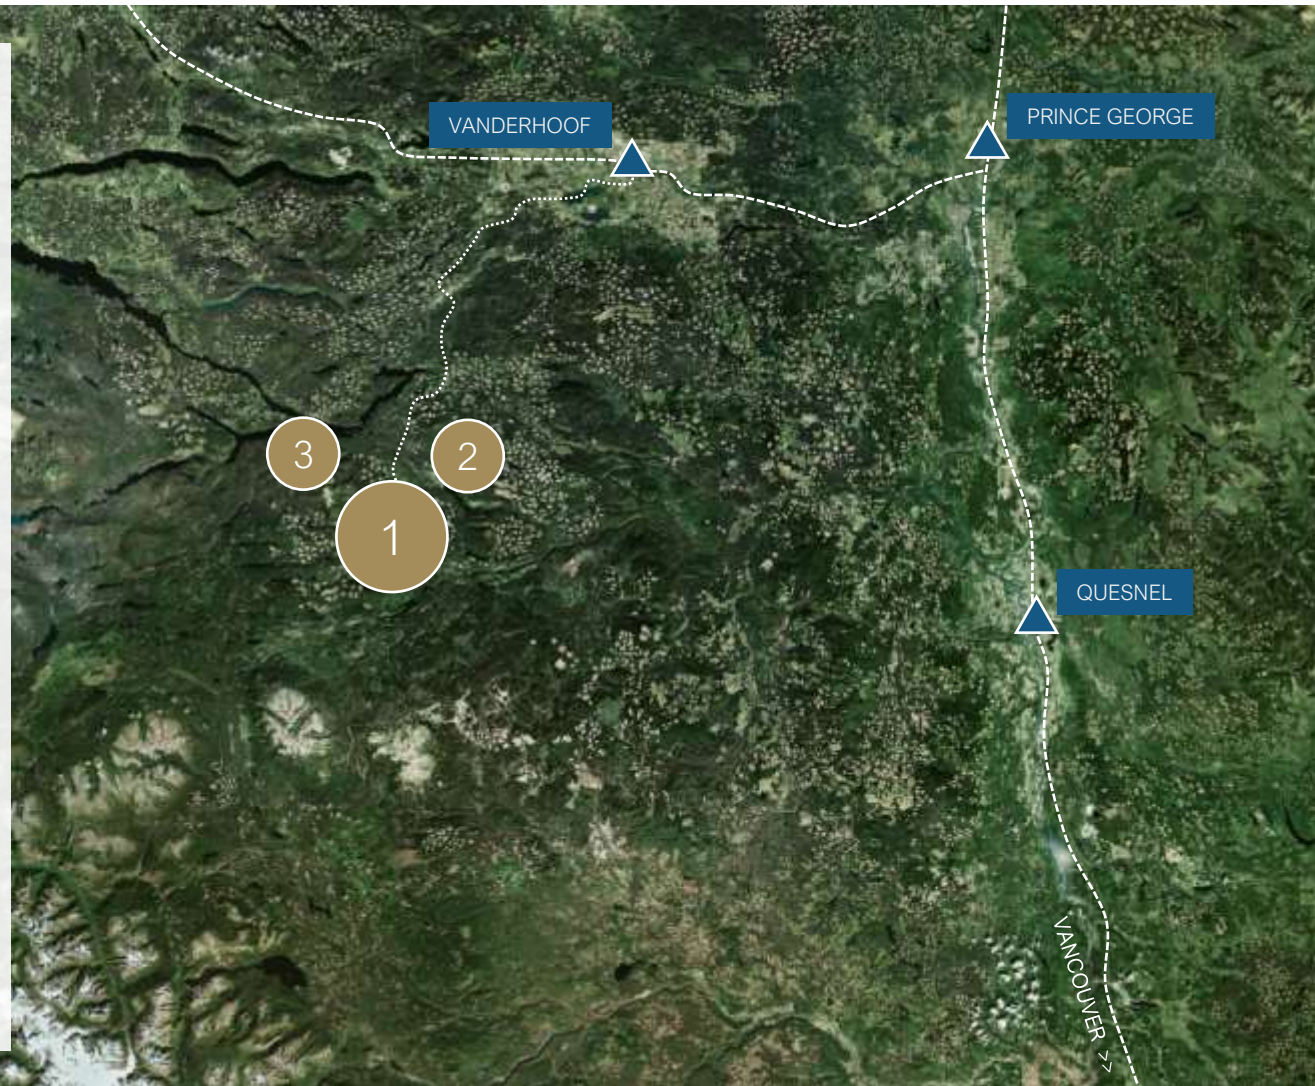 VANDERHOOF
PRINCE GEORGE
3
2
1
QUESNEL
VANCOUVER >>